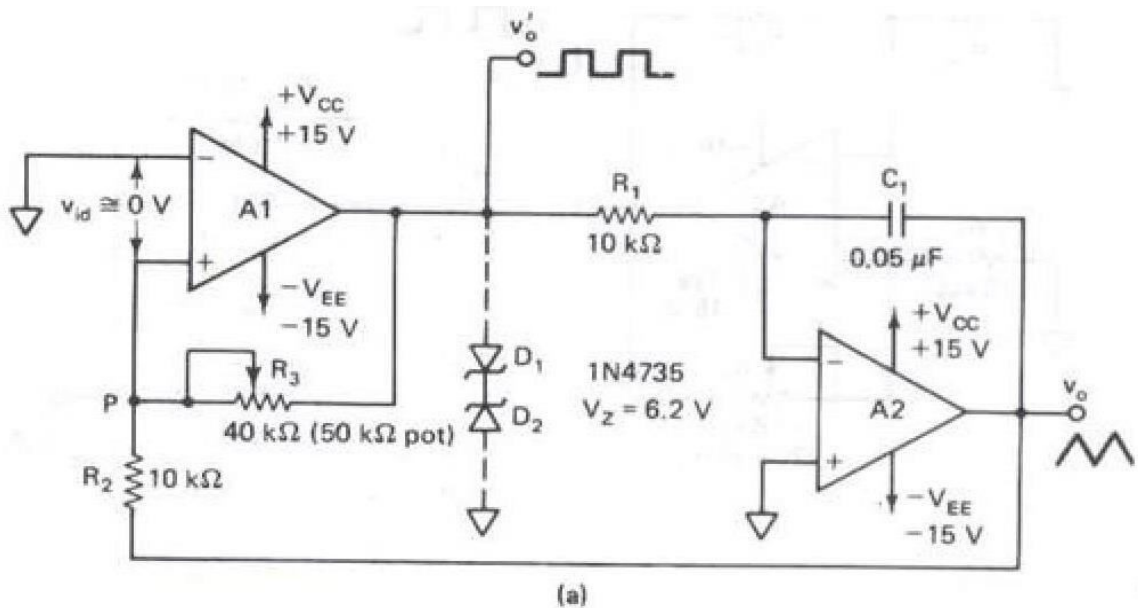 v'o
+VCC
+15 V
−
vid ≅ 0 V
A1
+
−VEE
−15 V
R1
10 kΩ
C1
0.05 µF
P
R3
40 kΩ (50 kΩ pot)
D1
D2
1N4735
VZ = 6.2 V
+VCC
+15 V
−
A2
+
vo
R2
10 kΩ
−VEE
−15 V
(a)